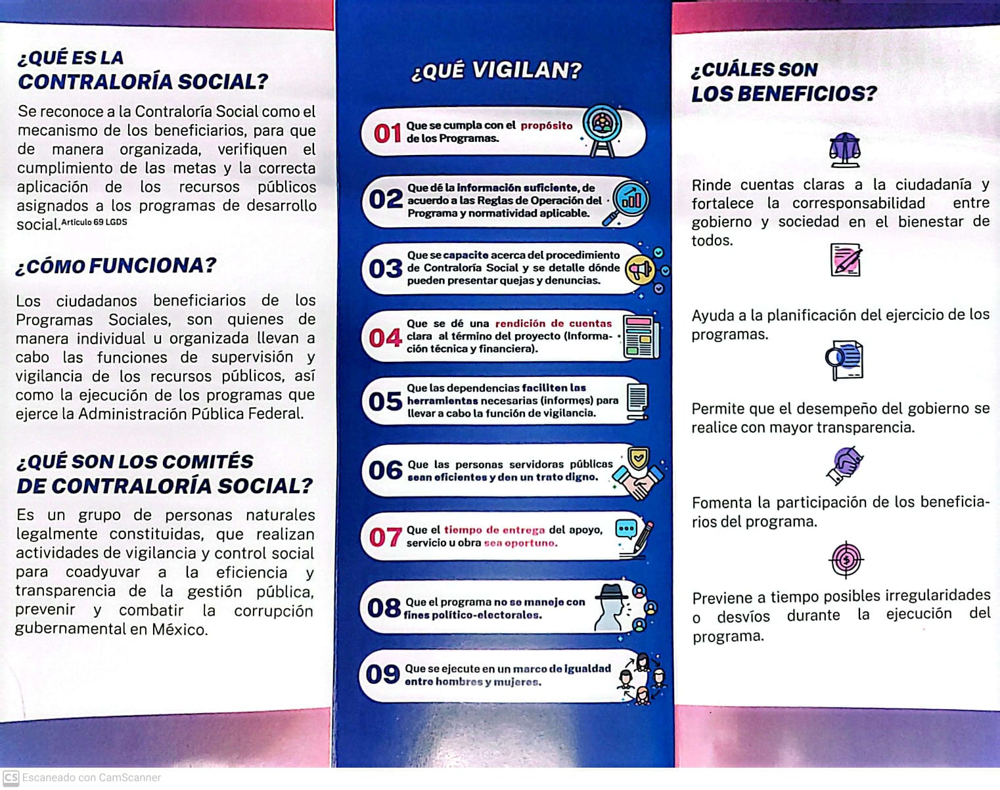 ¿QUÉ ES LA
CONTRALORÍA SOCIAL?
Se reconoce a la Contraloría Social como el
mecanismo de los beneficiarios, para que
de manera organizada, verifiquen el
cumplimiento de las metas y la correcta
aplicación de los recursos públicos
asignados a los programas de desarrollo
social.Artículo 69 LGDS
¿CÓMO FUNCIONA?
Los ciudadanos beneficiarios de los
Programas Sociales, son quienes de
manera individual u organizada llevan a
cabo las funciones de supervisión y
vigilancia de los recursos públicos, así
como la ejecución de los programas que
ejerce la Administración Pública Federal.
¿QUÉ SON LOS COMITÉS
DE CONTRALORÍA SOCIAL?
Es un grupo de personas naturales
legalmente constituidas, que realizan
actividades de vigilancia y control social
para coadyuvar a la eficiencia y
transparencia de la gestión pública,
prevenir y combatir la corrupción
gubernamental en México.
¿QUÉ VIGILAN?
01 Que se cumpla con el propósito
de los Programas.
02 Que dé la información suficiente, de
acuerdo a las Reglas de Operación del
Programa y normatividad aplicable.
03 Que se capacite acerca del procedimiento
de Contraloría Social y se detalle dónde
pueden presentar quejas y denuncias.
04 Que se dé una rendición de cuentas
clara al término del proyecto (Informa-
ción técnica y financiera).
05 Que las dependencias faciliten las
herramientas necesarias (informes) para
llevar a cabo la función de vigilancia.
06 Que las personas servidoras públicas
sean eficientes y den un trato digno.
07 Que el tiempo de entrega del apoyo,
servicio u obra sea oportuno.
08 Que el programa no se maneje con
fines político-electorales.
09 Que se ejecute en un marco de igualdad
entre hombres y mujeres.
¿CUÁLES SON
LOS BENEFICIOS?
Rinde cuentas claras a la ciudadanía y
fortalece la corresponsabilidad entre
gobierno y sociedad en el bienestar de
todos.
Ayuda a la planificación del ejercicio de los
programas.
Permite que el desempeño del gobierno se
realice con mayor transparencia.
Fomenta la participación de los beneficia-
rios del programa.
$
Previene a tiempo posibles irregularidades
o desvíos durante la ejecución del
programa.
CS Escaneado con CamScanner